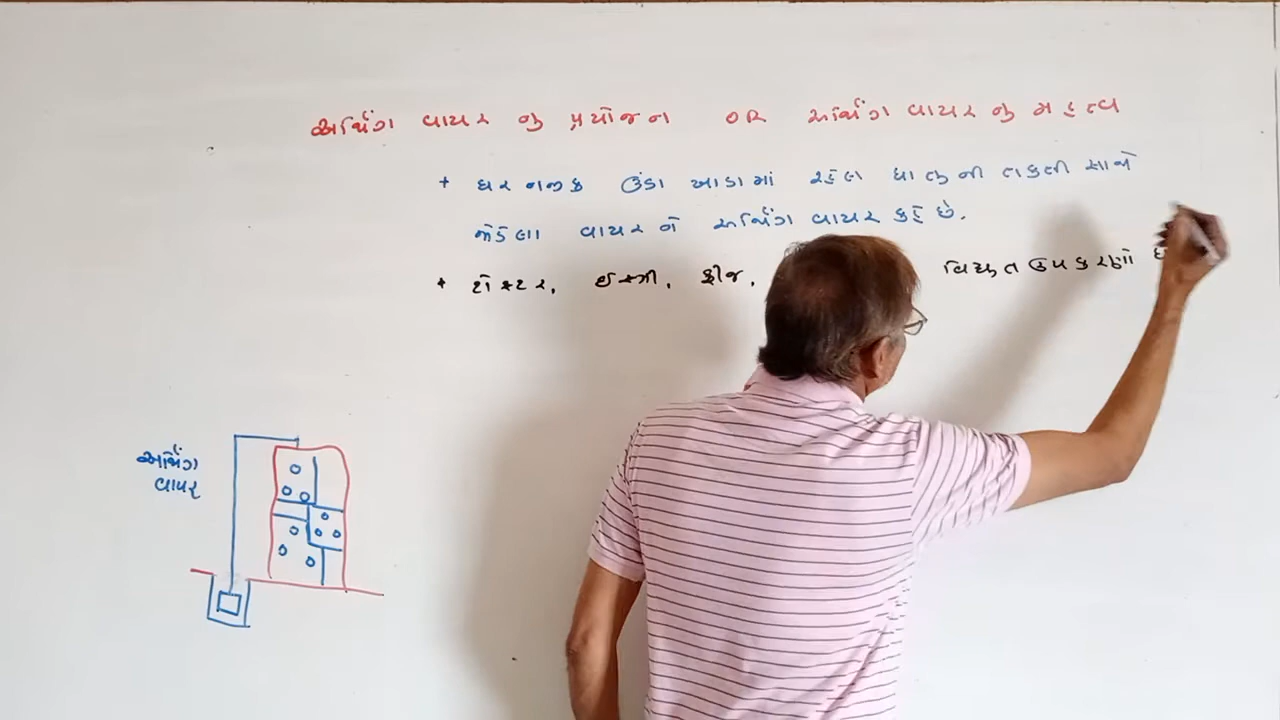 અર્થિંગ વાયર નું પ્રયોજન OR અર્થિંગ વાયર નું મહત્વ
+ ઘર નજીક ઉંડા ખાડામાં રહેલ ધાતુની તકતી સાથે
જોડેલા વાયર ને અર્થિંગ વાયર કહે છે.
* ટોસ્ટર, ઈસ્ત્રી, ફ્રીજ, વિદ્યુત ઉપકરણો
અર્થિંગ
વાયર